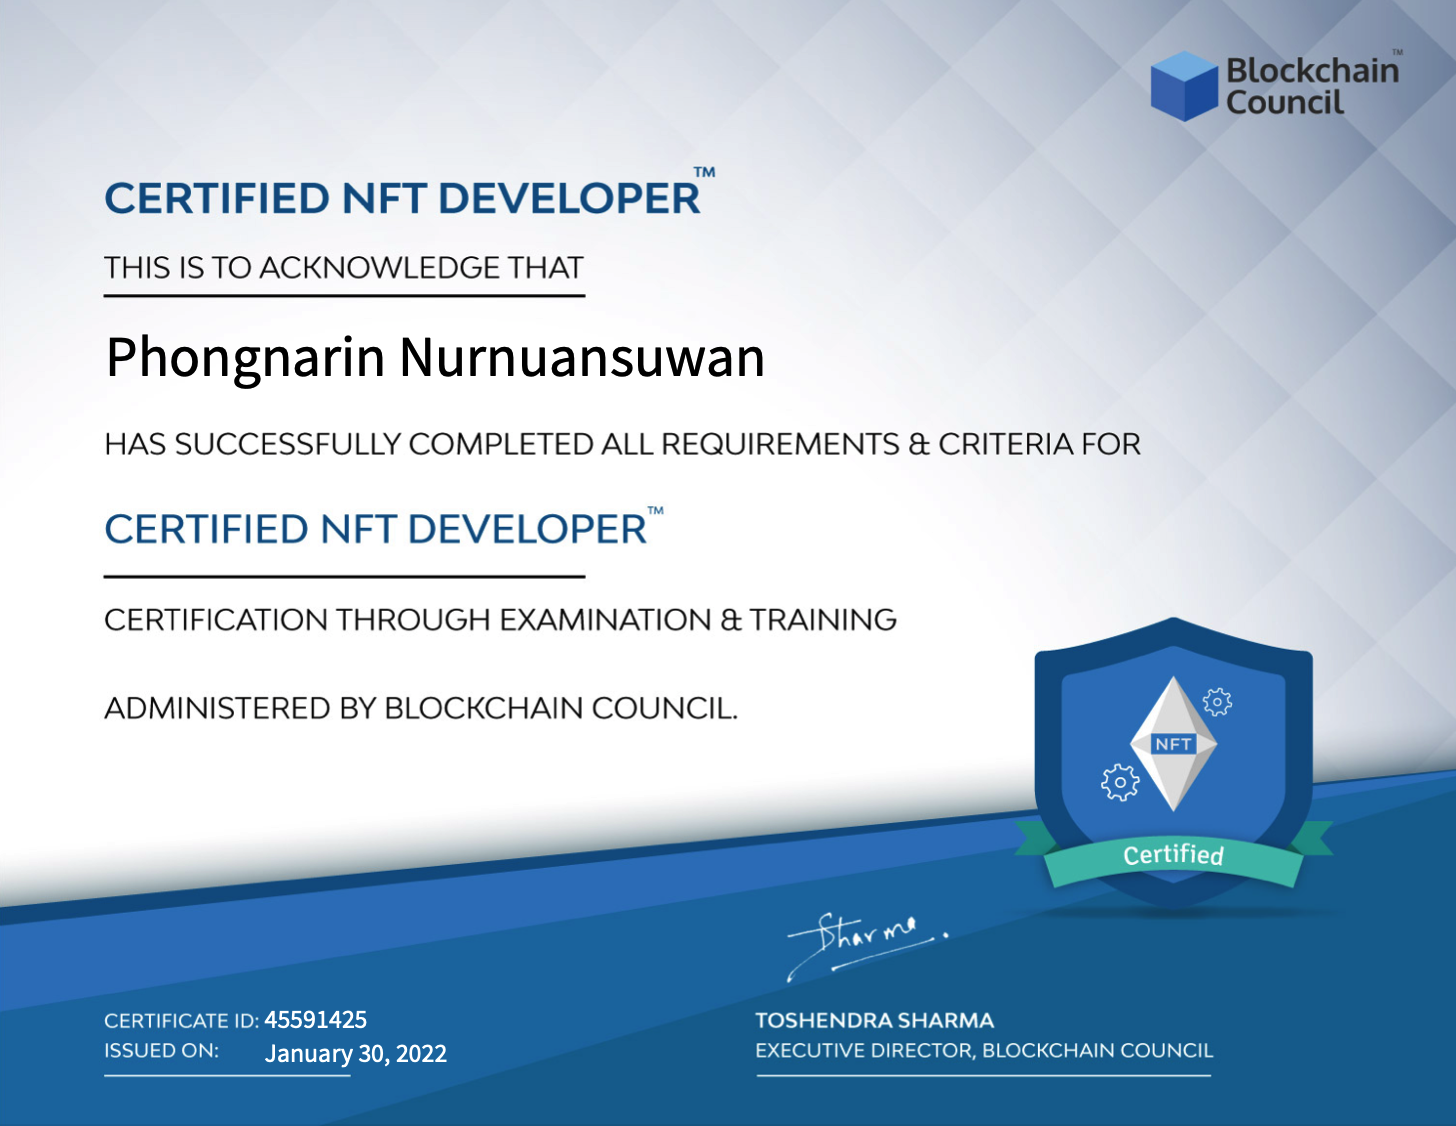 Blockchain™
Council
CERTIFIED NFT DEVELOPER™
THIS IS TO ACKNOWLEDGE THAT
Phongnarin Nurnuansuwan
HAS SUCCESSFULLY COMPLETED ALL REQUIREMENTS & CRITERIA FOR
CERTIFIED NFT DEVELOPER™
CERTIFICATION THROUGH EXAMINATION & TRAINING
ADMINISTERED BY BLOCKCHAIN COUNCIL.
NFT
Certified
Sharma
CERTIFICATE ID: 45591425
ISSUED ON: January 30, 2022
TOSHENDRA SHARMA
EXECUTIVE DIRECTOR, BLOCKCHAIN COUNCIL